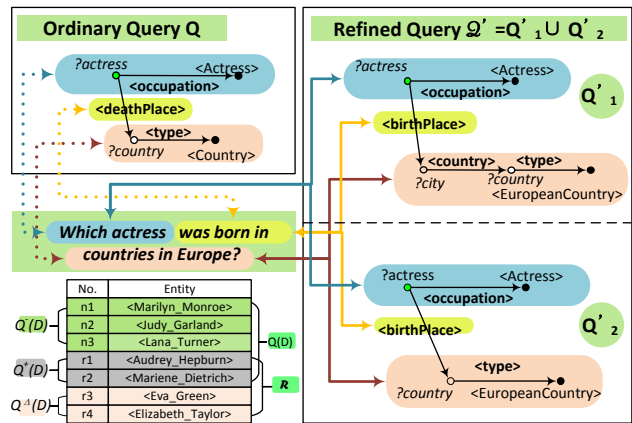 Ordinary Query Q
?actress
<Actress>
<occupation>
<deathPlace>
<type>
?country
<Country>
Which actress was born in
countries in Europe?
No. Entity
n1 <Marilyn_Monroe>
n2 <Judy_Garland>
n3 <Lana_Turner>
r1 <Audrey_Hepburn>
r2 <Mariene_Dietrich>
r3 <Eva_Green>
r4 <Elizabeth_Taylor>
Q⁻(D)
Q⁺(D)
Q^Δ(D)
Q(D)
R
Refined Query 𝒬' =Q'₁ ∪ Q'₂
?actress
<Actress>
<occupation>
Q'₁
<birthPlace>
<country> <type>
?city
?country
<EuropeanCountry>
?actress
<Actress>
<occupation>
Q'₂
<birthPlace>
<type>
?country
<EuropeanCountry>